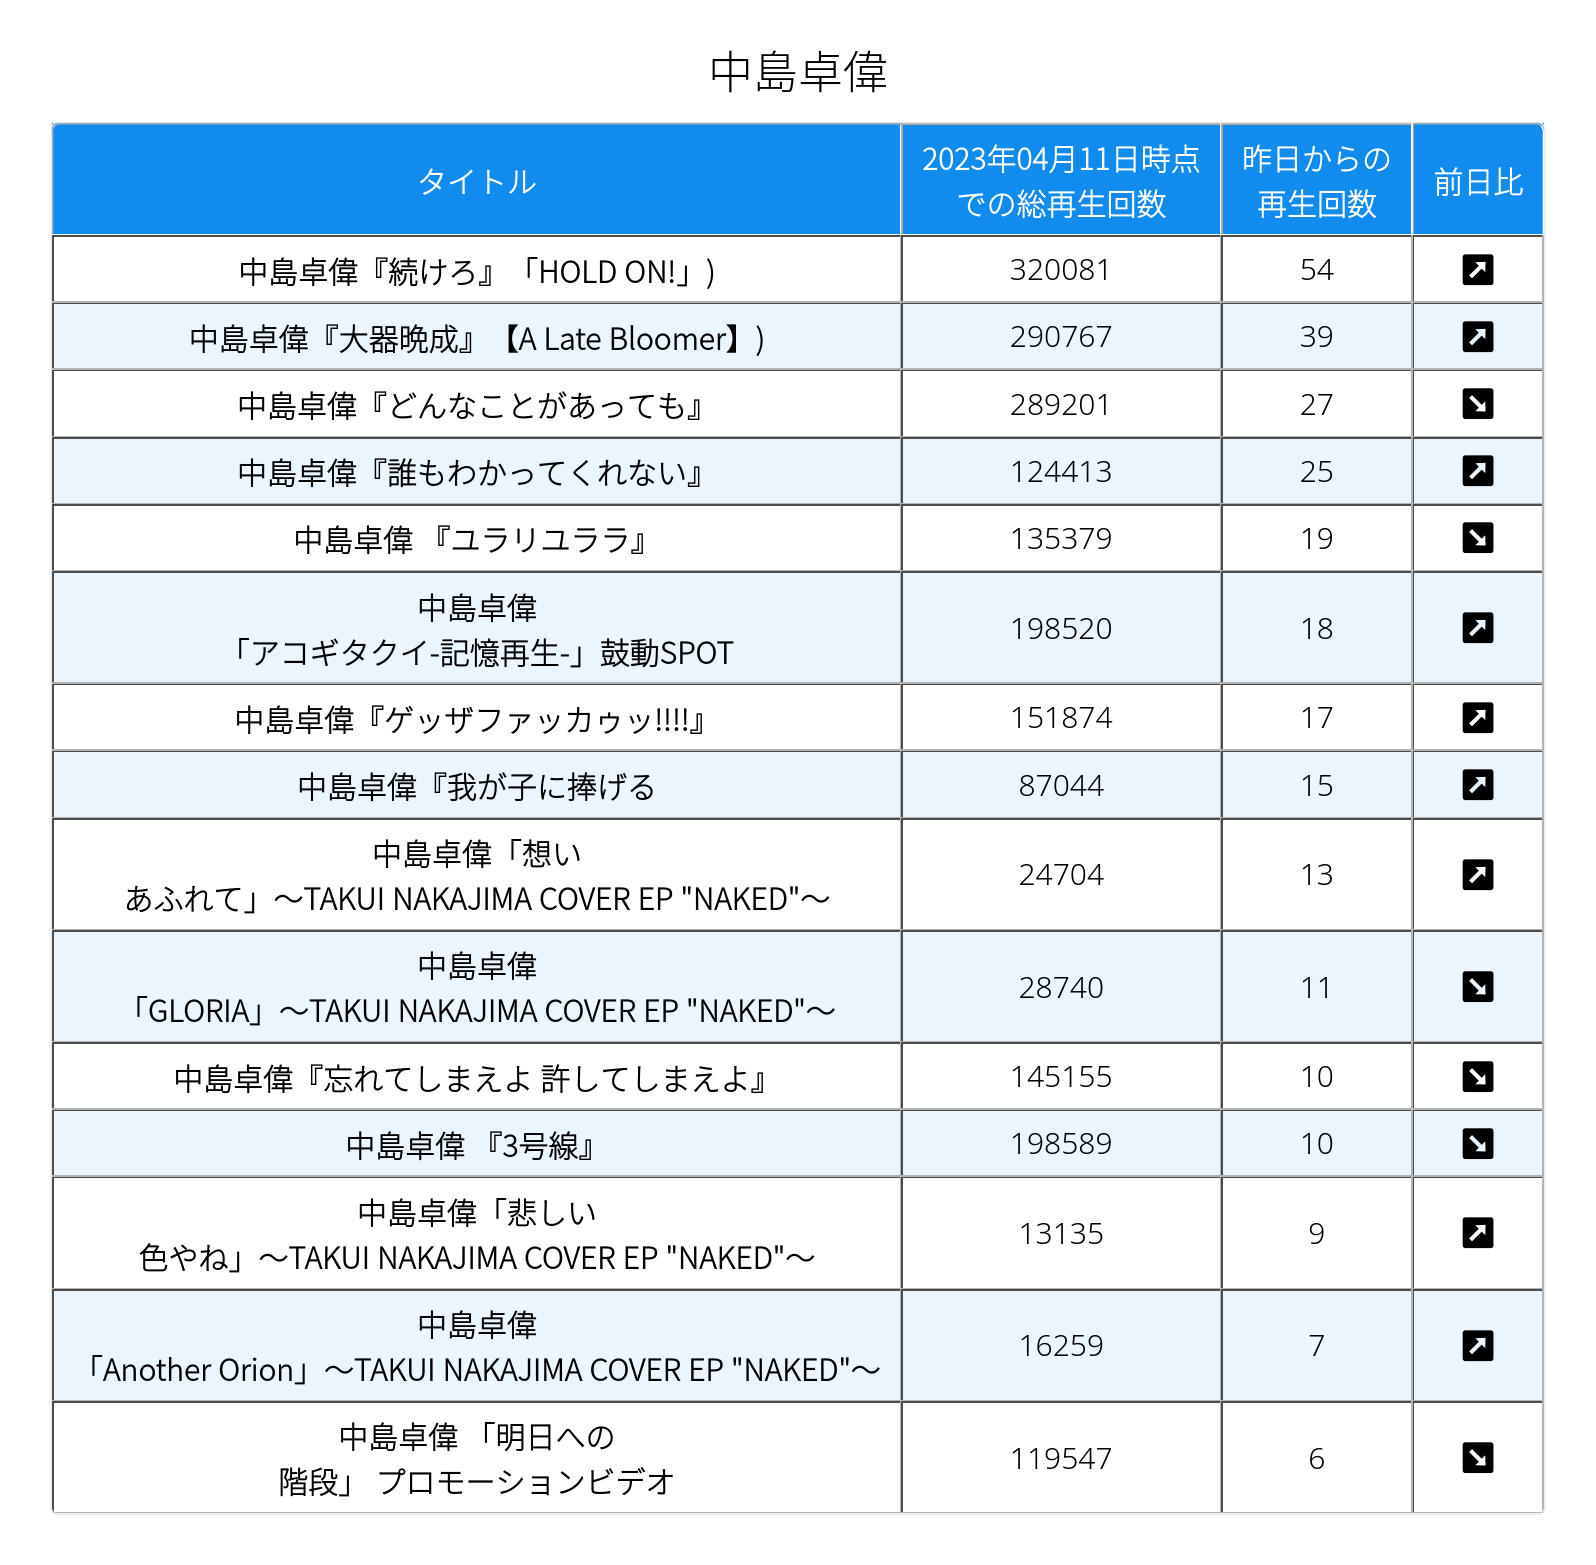 中島卓偉
タイトル
2023年04月11日時点
での総再生回数
昨日からの
再生回数
前日比
中島卓偉『続けろ』「HOLD ON!」)
320081
54
中島卓偉『大器晩成』【A Late Bloomer】)
290767
39
中島卓偉『どんなことがあっても』
289201
27
中島卓偉『誰もわかってくれない』
124413
25
中島卓偉 『ユラリユララ』
135379
19
中島卓偉
「アコギタクイ-記憶再生-」鼓動SPOT
198520
18
中島卓偉『ゲッザファッカゥッ!!!!』
151874
17
中島卓偉『我が子に捧げる
87044
15
中島卓偉「想い
あふれて」～TAKUI NAKAJIMA COVER EP "NAKED"～
24704
13
中島卓偉
「GLORIA」～TAKUI NAKAJIMA COVER EP "NAKED"～
28740
11
中島卓偉『忘れてしまえよ 許してしまえよ』
145155
10
中島卓偉 『3号線』
198589
10
中島卓偉「悲しい
色やね」～TAKUI NAKAJIMA COVER EP "NAKED"～
13135
9
中島卓偉
「Another Orion」～TAKUI NAKAJIMA COVER EP "NAKED"～
16259
7
中島卓偉 「明日への
階段」 プロモーションビデオ
119547
6